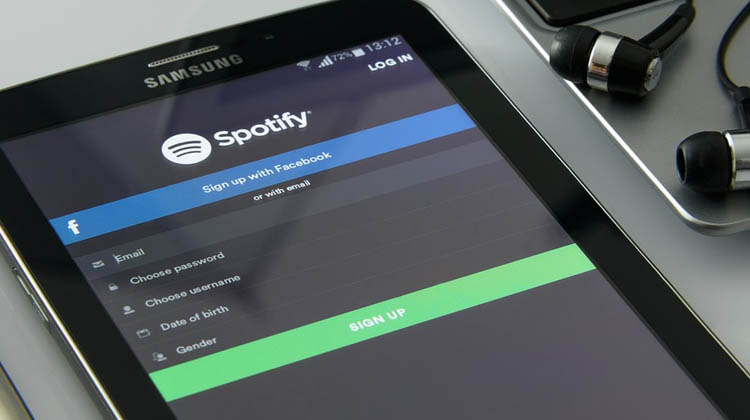 SAMSUNG
72% 13:12
LOG IN
Spotify®
Sign up with Facebook
or with email
Email
Choose password
Choose username
Date of birth
Gender
SIGN UP